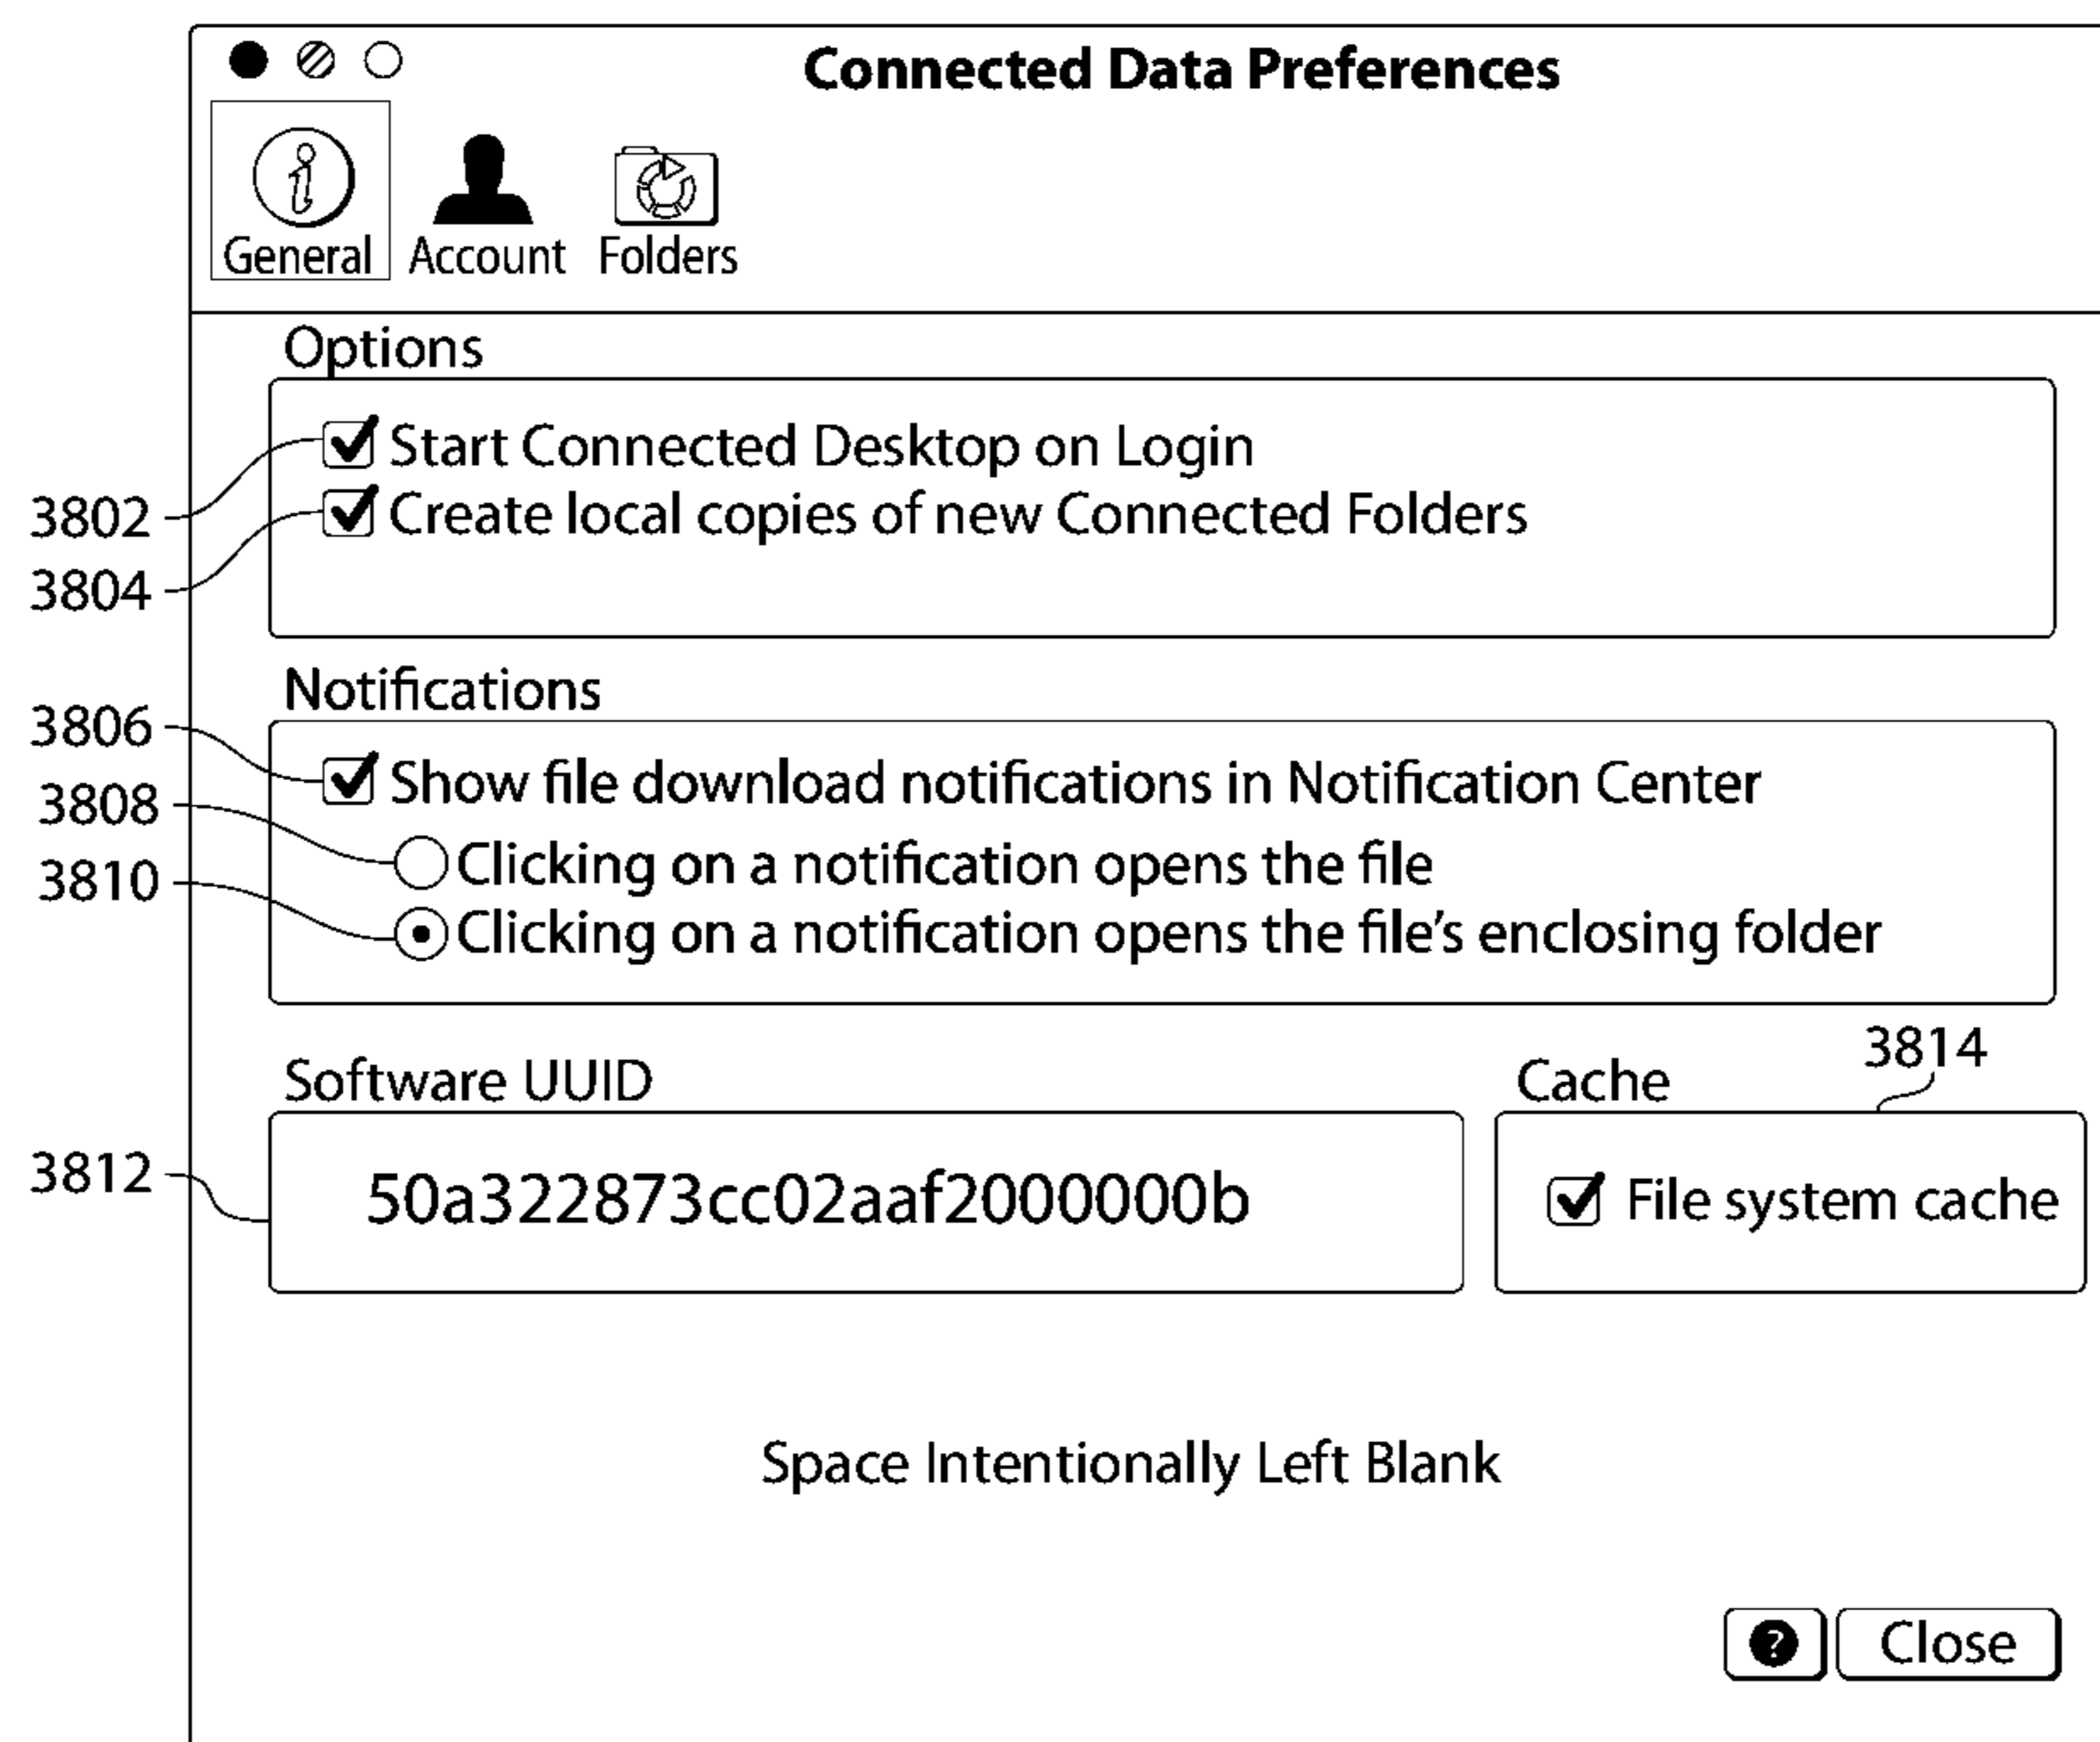 Connected Data Preferences
General Account Folders
Options
Start Connected Desktop on Login
3802
Create local copies of new Connected Folders
3804
Notifications
3806
Show file download notifications in Notification Center
3808
Clicking on a notification opens the file
3810
Clicking on a notification opens the file's enclosing folder
3814
Software UUID Cache
3812
50a322873cc02aaf2000000b File system cache
Space Intentionally Left Blank
? Close